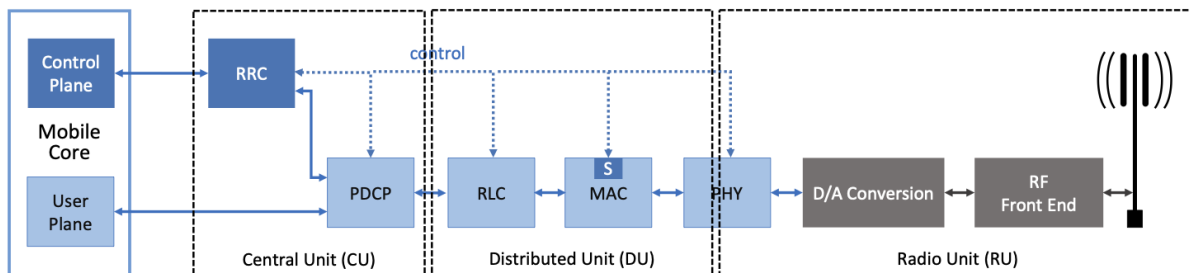 Control
Plane
Mobile
Core
User
Plane
RRC
control
PDCP
RLC
S
MAC
PHY
D/A Conversion
RF
Front End
Central Unit (CU)
Distributed Unit (DU)
Radio Unit (RU)